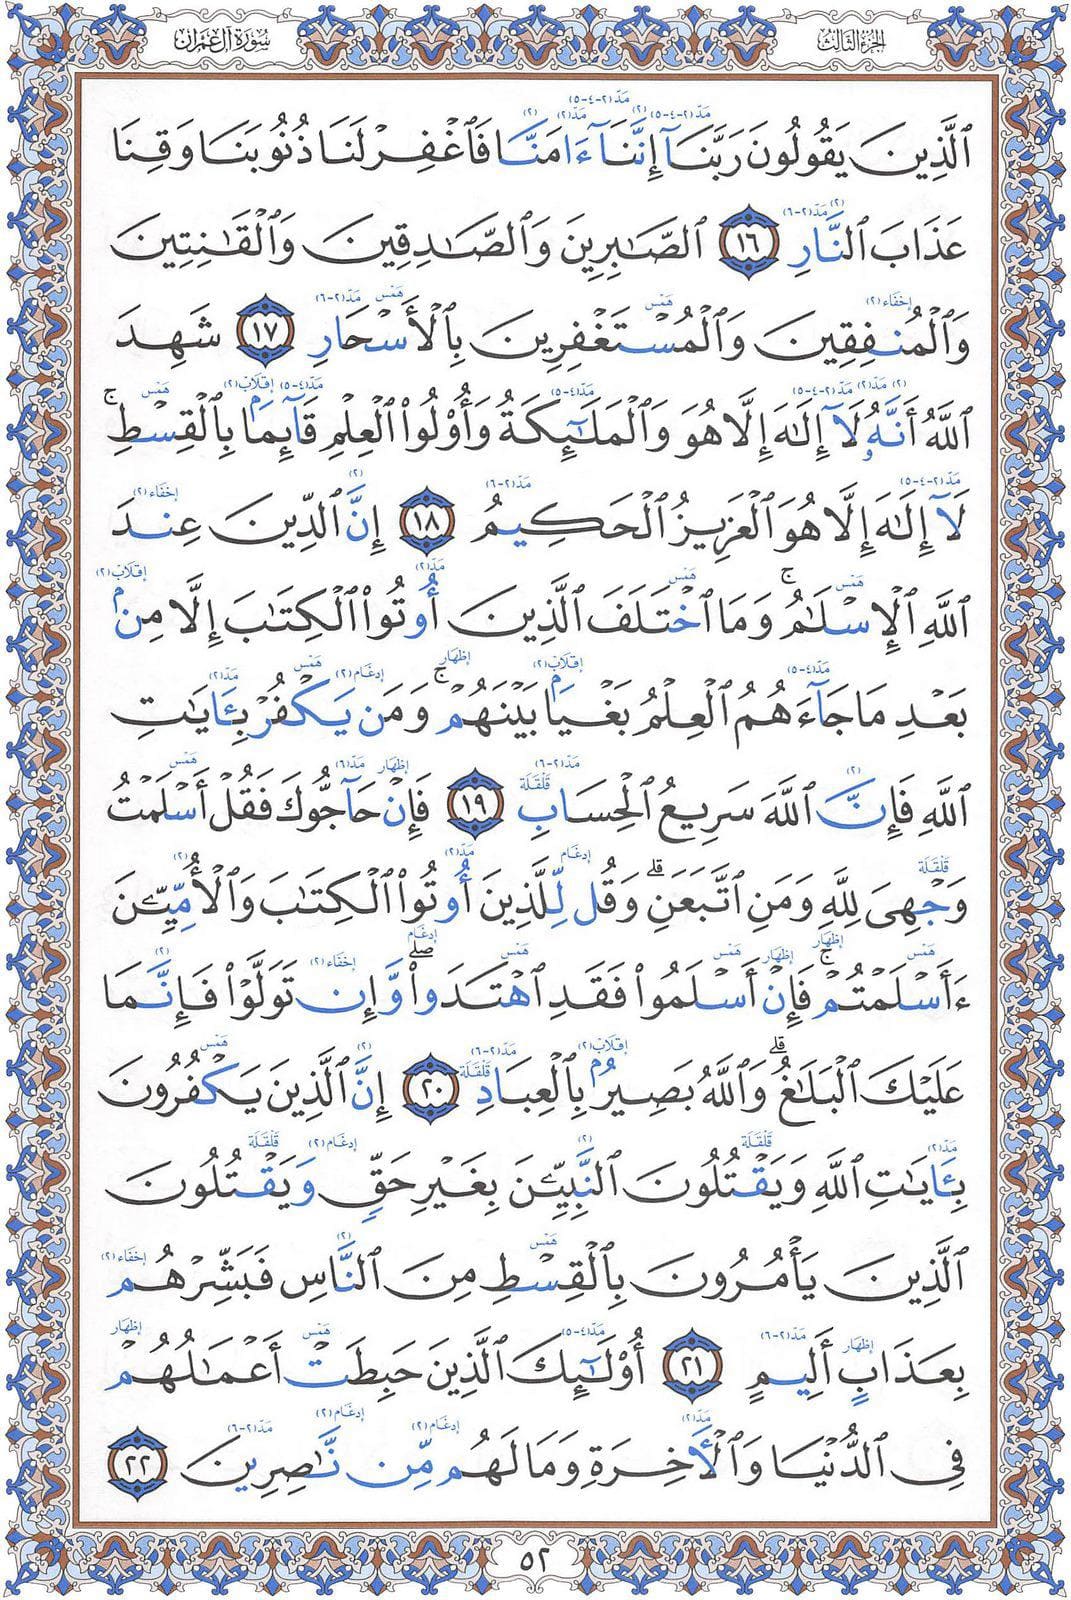 الجزء الثالث
سورة آل عمران
ٱلَّذِينَ يَقُولُونَ رَبَّنَآ إِنَّنَآ ءَامَنَّا فَٱغْفِرْ لَنَا ذُنُوبَنَا وَقِنَا
عَذَابَ ٱلنَّارِ ١٦ ٱلصَّٰبِرِينَ وَٱلصَّٰدِقِينَ وَٱلْقَٰنِتِينَ
وَٱلْمُنفِقِينَ وَٱلْمُسْتَغْفِرِينَ بِٱلْأَسْحَارِ ١٧ شَهِدَ
ٱللَّهُ أَنَّهُۥ لَآ إِلَٰهَ إِلَّا هُوَ وَٱلْمَلَٰٓئِكَةُ وَأُو۟لُوا۟ ٱلْعِلْمِ قَآئِمًۢا بِٱلْقِسْطِ ۚ
لَآ إِلَٰهَ إِلَّا هُوَ ٱلْعَزِيزُ ٱلْحَكِيمُ ١٨ إِنَّ ٱلدِّينَ عِندَ
ٱللَّهِ ٱلْإِسْلَٰمُ ۗ وَمَا ٱخْتَلَفَ ٱلَّذِينَ أُوتُوا۟ ٱلْكِتَٰبَ إِلَّا مِنۢ
بَعْدِ مَا جَآءَهُمُ ٱلْعِلْمُ بَغْيًۢا بَيْنَهُمْ ۗ وَمَن يَكْفُرْ بِـَٔايَٰتِ
ٱللَّهِ فَإِنَّ ٱللَّهَ سَرِيعُ ٱلْحِسَابِ ١٩ فَإِنْ حَآجُّوكَ فَقُلْ أَسْلَمْتُ
وَجْهِىَ لِلَّهِ وَمَنِ ٱتَّبَعَنِ ۗ وَقُل لِّلَّذِينَ أُوتُوا۟ ٱلْكِتَٰبَ وَٱلْأُمِّيِّـۧنَ
ءَأَسْلَمْتُمْ ۚ فَإِنْ أَسْلَمُوا۟ فَقَدِ ٱهْتَدَوا۟ ۖ وَّإِن تَوَلَّوْا۟ فَإِنَّمَا
عَلَيْكَ ٱلْبَلَٰغُ ۗ وَٱللَّهُ بَصِيرٌۢ بِٱلْعِبَادِ ٢٠ إِنَّ ٱلَّذِينَ يَكْفُرُونَ
بِـَٔايَٰتِ ٱللَّهِ وَيَقْتُلُونَ ٱلنَّبِيِّـۧنَ بِغَيْرِ حَقٍّ وَيَقْتُلُونَ
ٱلَّذِينَ يَأْمُرُونَ بِٱلْقِسْطِ مِنَ ٱلنَّاسِ فَبَشِّرْهُم
بِعَذَابٍ أَلِيمٍ ٢١ أُو۟لَٰٓئِكَ ٱلَّذِينَ حَبِطَتْ أَعْمَٰلُهُمْ
فِى ٱلدُّنْيَا وَٱلْـَٔاخِرَةِ وَمَا لَهُم مِّن نَّٰصِرِينَ ٢٢
٥٢